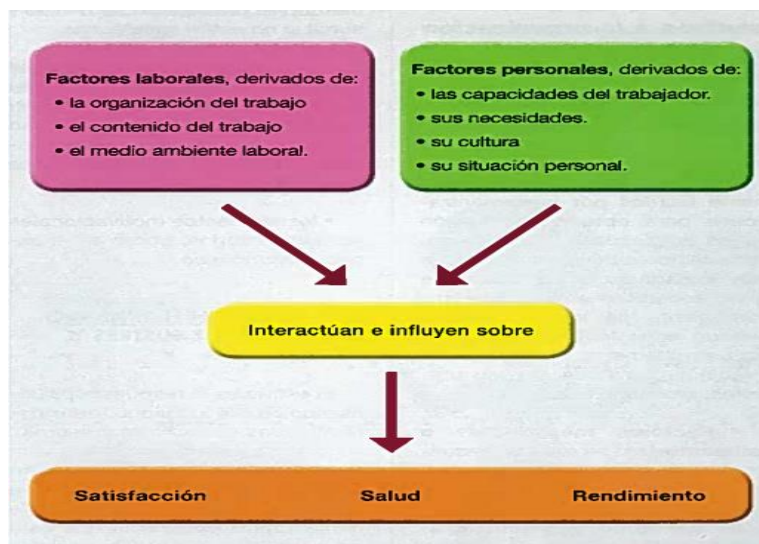 Factores laborales, derivados de:
• la organización del trabajo
• el contenido del trabajo
• el medio ambiente laboral.
Factores personales, derivados de:
• las capacidades del trabajador.
• sus necesidades.
• su cultura
• su situación personal.
Interactúan e influyen sobre
Satisfacción Salud Rendimiento